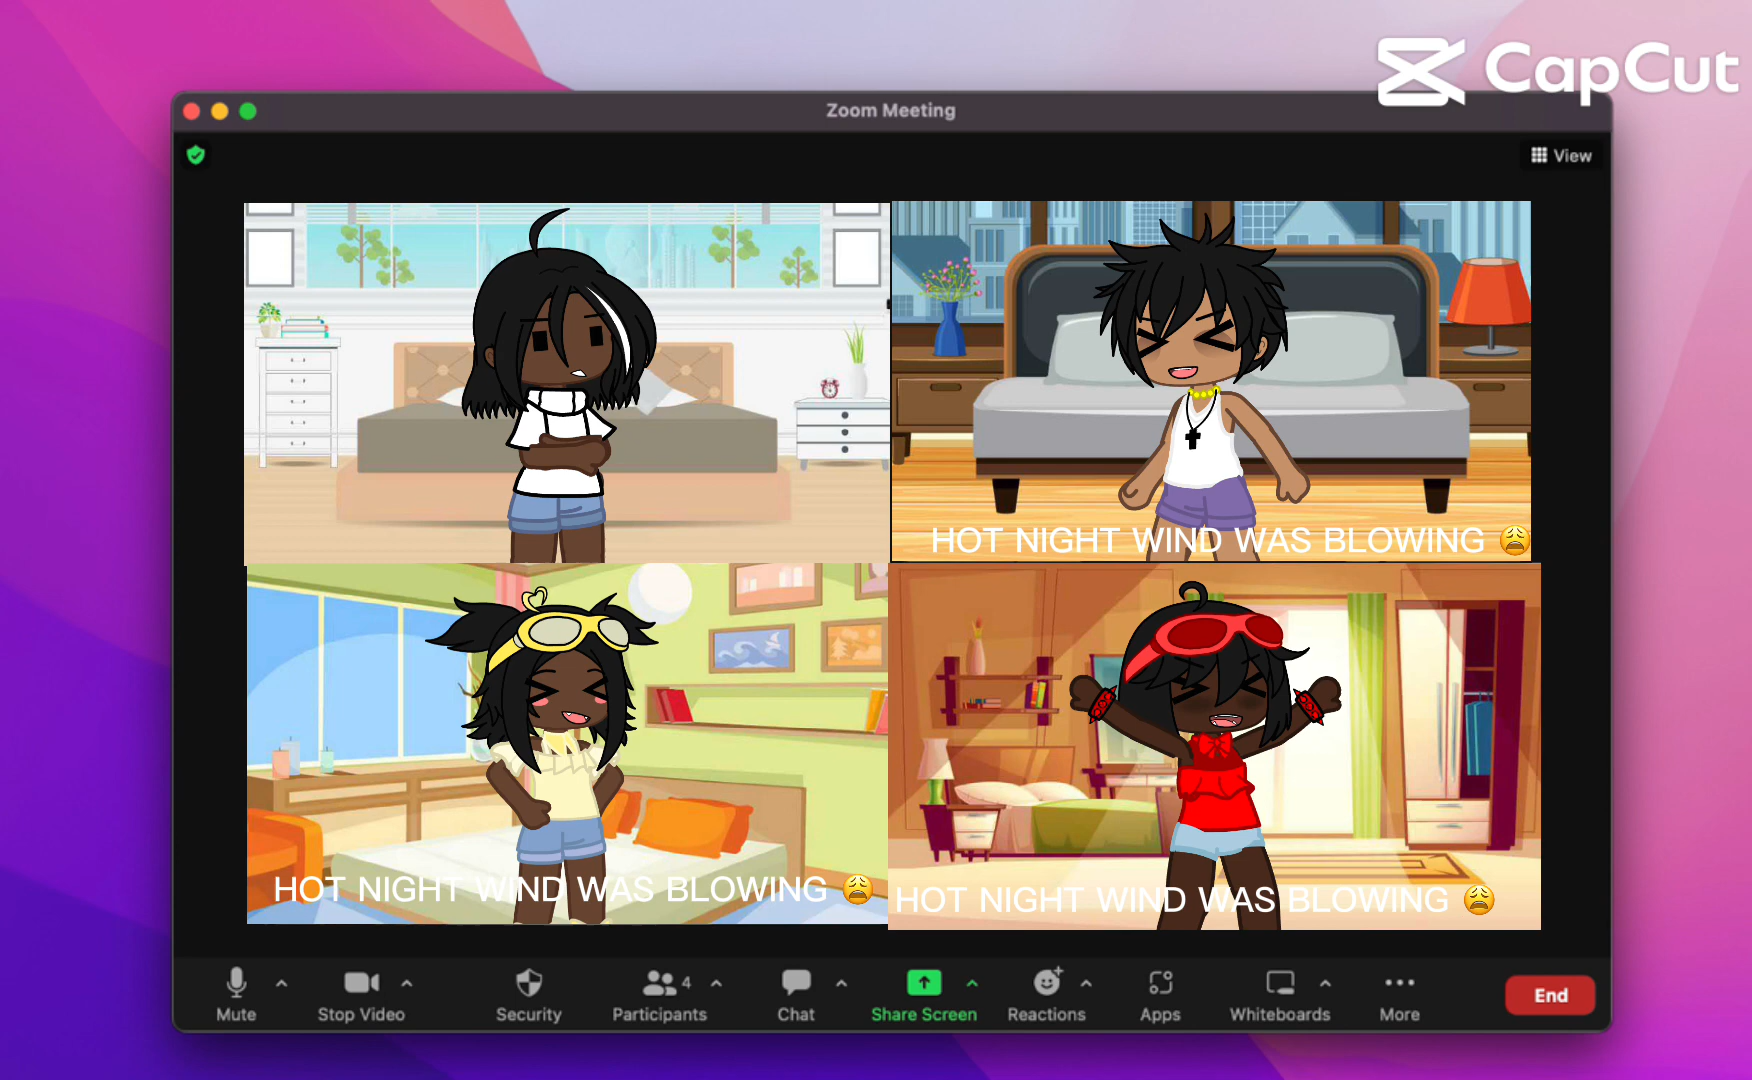 CapCut
Zoom Meeting
View
HOT NIGHT WIND WAS BLOWING 😩
HOT NIGHT WIND WAS BLOWING 😩
HOT NIGHT WIND WAS BLOWING 😩
4
Mute
Stop Video
Security
Participants
Chat
Share Screen
Reactions
Apps
Whiteboards
More
End